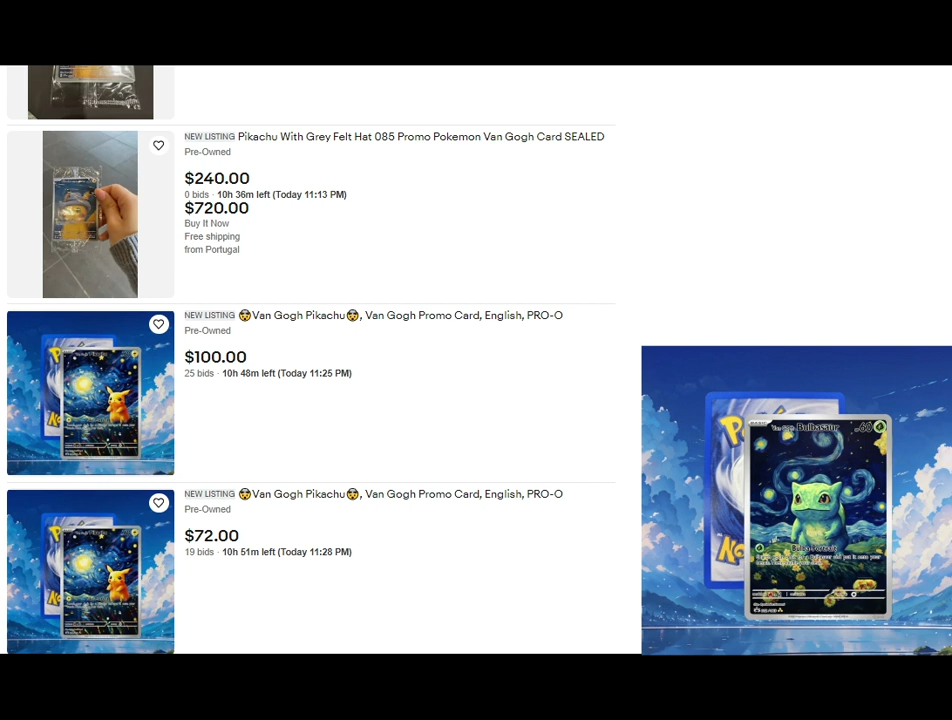 NEW LISTING Pikachu With Grey Felt Hat 085 Promo Pokemon Van Gogh Card SEALED
Pre-Owned
$240.00
0 bids · 10h 36m left (Today 11:13 PM)
$720.00
Buy It Now
Free shipping
from Portugal
NEW LISTING 🤯Van Gogh Pikachu🤯, Van Gogh Promo Card, English, PRO-O
Pre-Owned
$100.00
25 bids · 10h 48m left (Today 11:25 PM)
NEW LISTING 🤯Van Gogh Pikachu🤯, Van Gogh Promo Card, English, PRO-O
Pre-Owned
$72.00
19 bids · 10h 51m left (Today 11:28 PM)
BASIC Van Gogh Bulbasaur 60